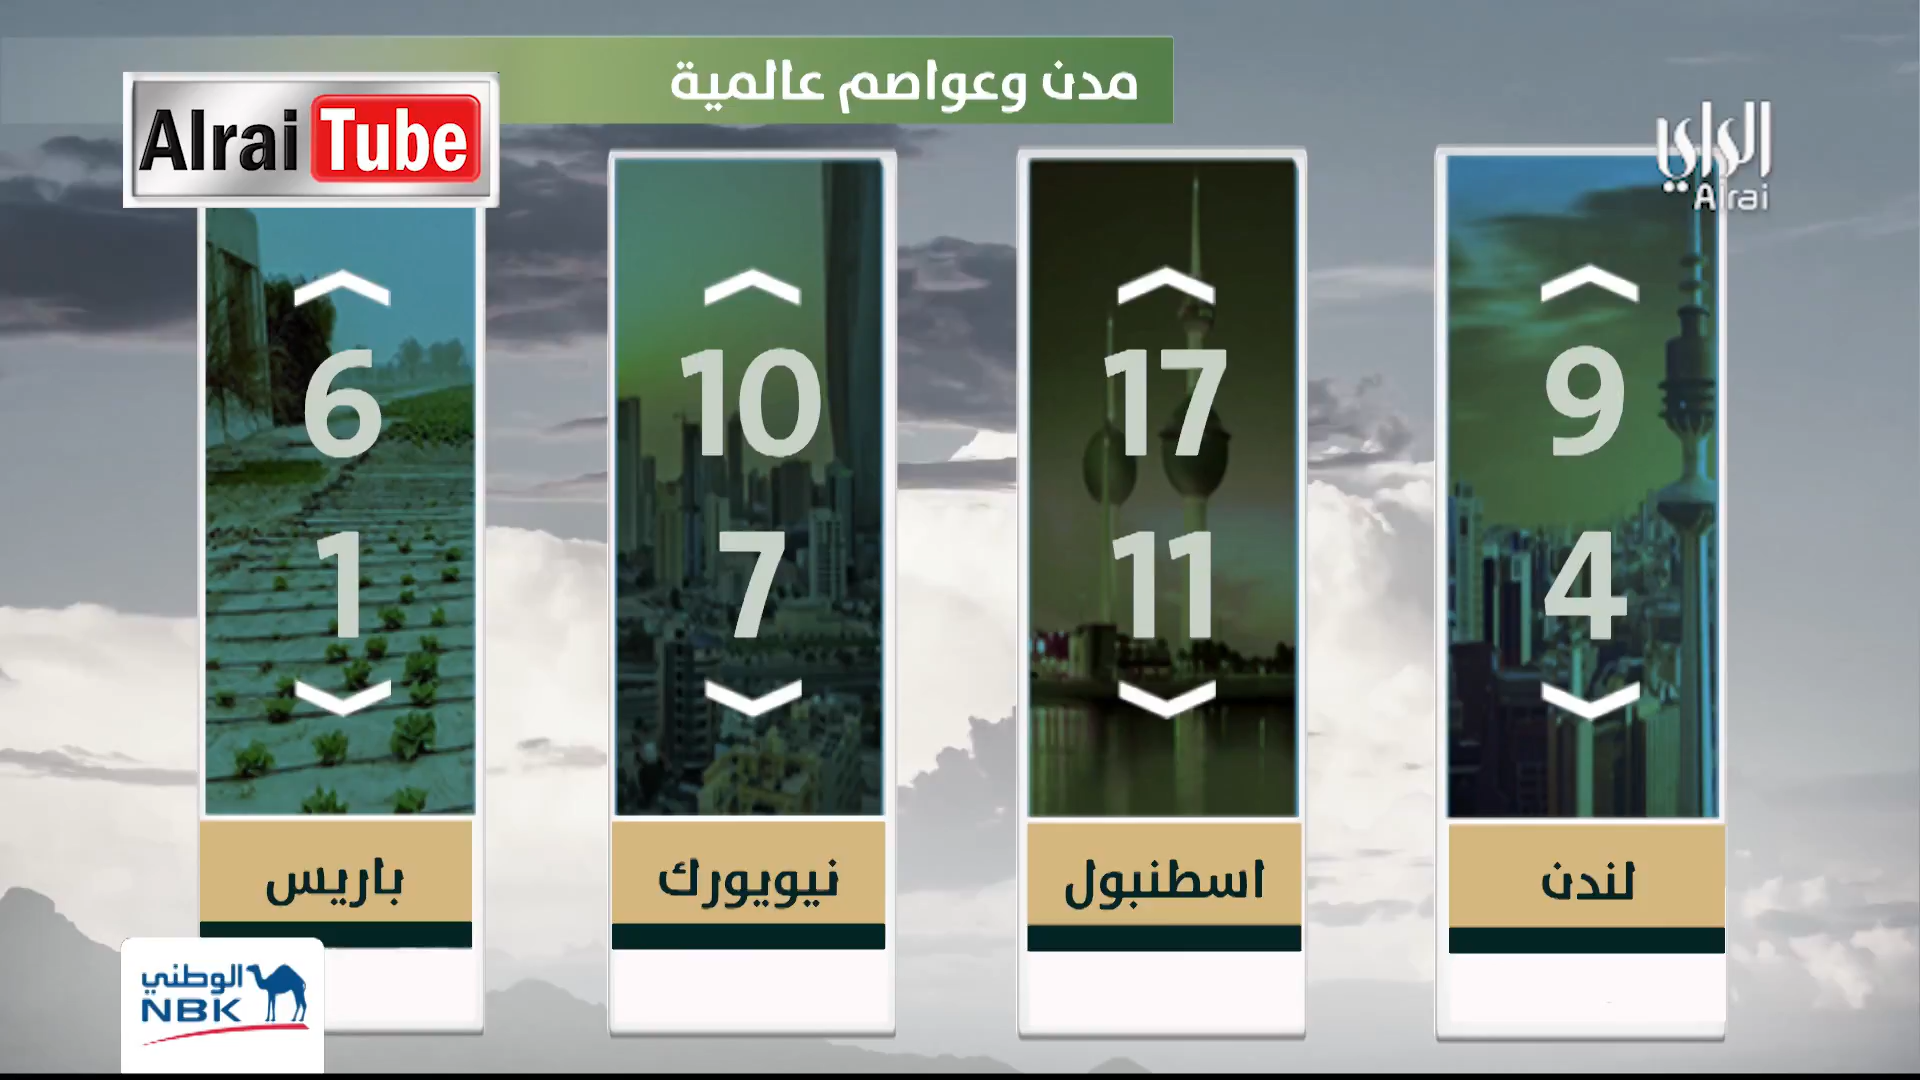 مدن وعواصم عالمية
Alrai Tube
الراي
Alrai
9
4
لندن
17
11
اسطنبول
10
7
نيويورك
6
1
باريس
الوطني
NBK